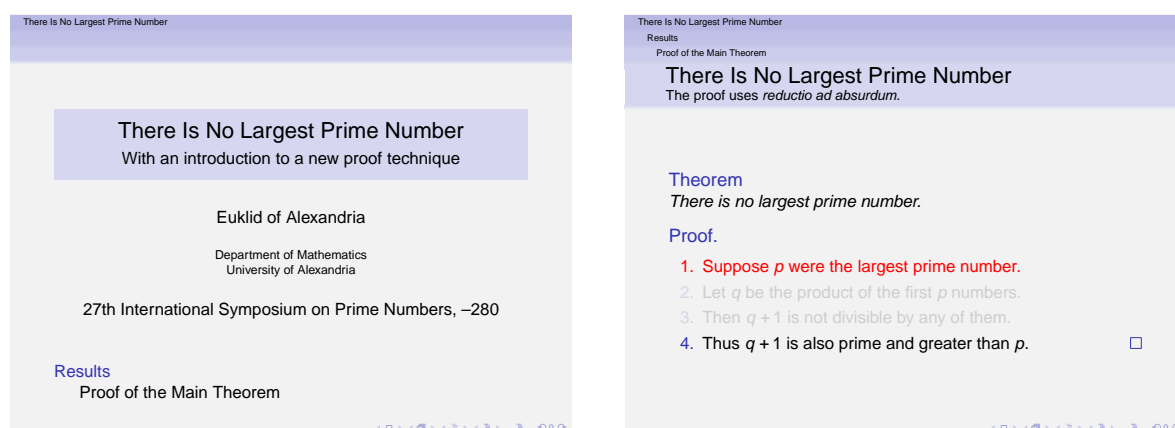 There Is No Largest Prime Number
There Is No Largest Prime Number
With an introduction to a new proof technique
Euklid of Alexandria
Department of Mathematics
University of Alexandria
27th International Symposium on Prime Numbers, –280
Results
Proof of the Main Theorem
There Is No Largest Prime Number
Results
Proof of the Main Theorem
There Is No Largest Prime Number
The proof uses reductio ad absurdum.
Theorem
There is no largest prime number.
Proof.
1. Suppose p were the largest prime number.
2. Let q be the product of the first p numbers.
3. Then q + 1 is not divisible by any of them.
4. Thus q + 1 is also prime and greater than p.